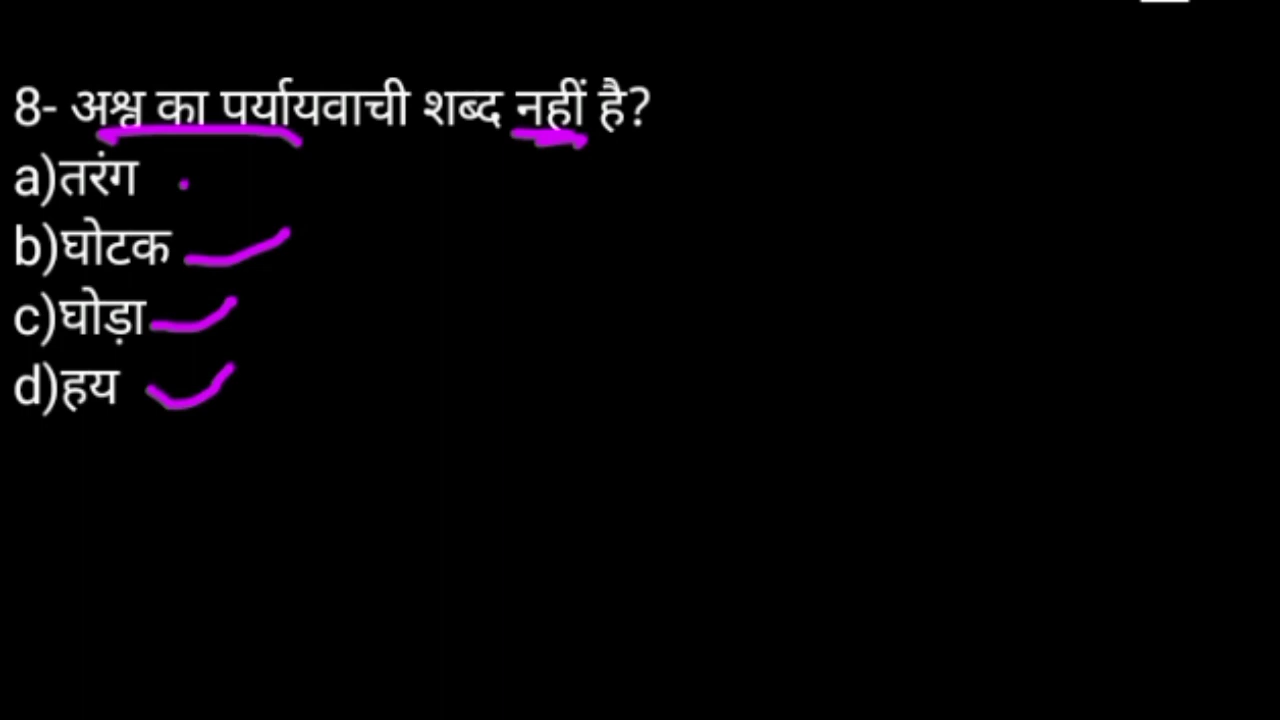 8- अश्व का पर्यायवाची शब्द नहीं है?
a)तरंग
b)घोटक
c)घोड़ा
d)हय